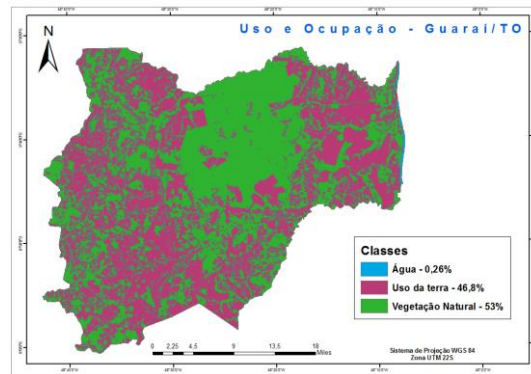 Uso e Ocupação - Guaraí/TO
N
Classes
Água - 0,26%
Uso da terra - 46,8%
Vegetação Natural - 53%
0 2,25 4,5 9 13,5 18
Miles
Sistema de Projeção WGS 84
Zona UTM 22S